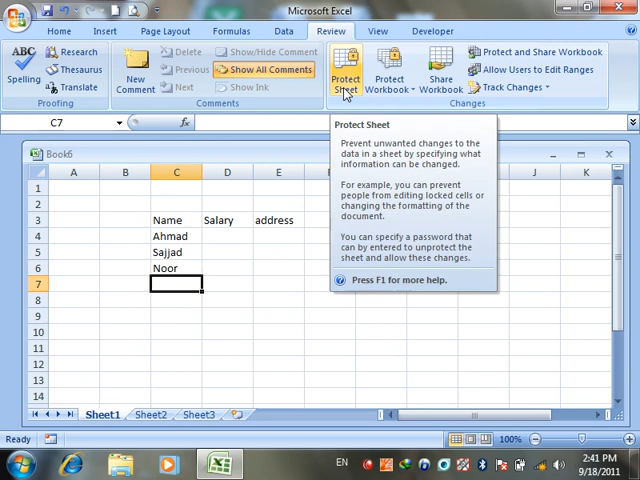 Microsoft Excel
Home Insert Page Layout Formulas Data Review View Developer
ABC Spelling
Research
Thesaurus
Translate
Proofing
New Comment
Delete
Previous
Next
Show/Hide Comment
Show All Comments
Show Ink
Comments
Protect Sheet
Protect Workbook
Share Workbook
Protect and Share Workbook
Allow Users to Edit Ranges
Track Changes
Changes
C7
fx
Protect Sheet
Prevent unwanted changes to the
data in a sheet by specifying what
information can be changed.
For example, you can prevent
people from editing locked cells or
changing the formatting of the
document.
You can specify a password that
can be entered to unprotect the
sheet and allow these changes.
Press F1 for more help.
Book6
A B C D E J K
1
2
3 Name Salary address
4 Ahmad
5 Sajjad
6 Noor
7
8
9
10
11
12
13
14
Sheet1 Sheet2 Sheet3
Ready
100%
EN
2:41 PM
9/18/2011